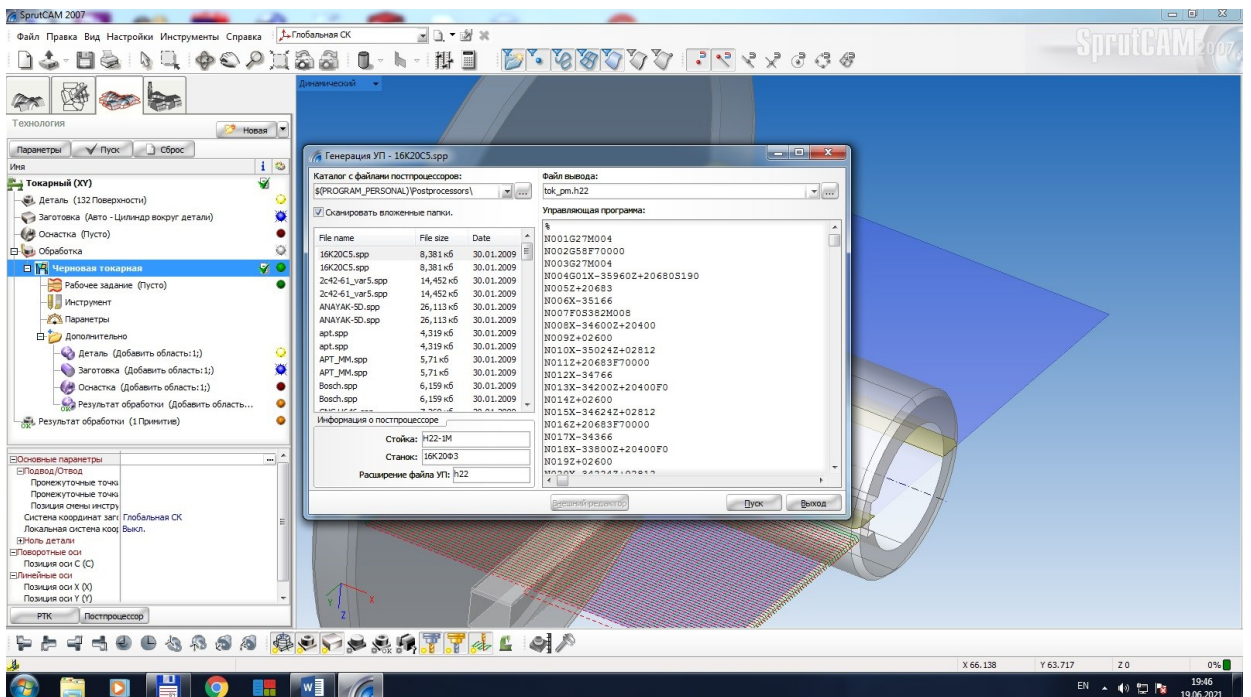 SprutCAM 2007
Файл Правка Вид Настройки Инструменты Справка
Глобальная СК
SprutCAM 2007
Динамический
Технология
Новая
Параметры Пуск Сброс
Имя
Токарный (XY)
Деталь (132 Поверхности)
Заготовка (Авто - Цилиндр вокруг детали)
Оснастка (Пусто)
Обработка
Черновая токарная
Рабочее задание (Пусто)
Инструмент
Параметры
Дополнительно
Деталь (Добавить область:1;)
Заготовка (Добавить область:1;)
Оснастка (Добавить область:1;)
Результат обработки (Добавить область...
Результат обработки (1 Примитив)
Основные параметры
Подвод/Отвод
Промежуточные точк
Промежуточные точк
Позиция смены инстру
Система координат заг Глобальная СК
Локальная система коор Выкл.
Ноль детали
Поворотные оси
Позиция оси C (C)
Линейные оси
Позиция оси X (X)
Позиция оси Y (Y)
РТК Постпроцессор
Генерация УП - 16K20C5.spp
Каталог с файлами постпроцессоров:
$(PROGRAM_PERSONAL)\Postprocessors\
Сканировать вложенные папки.
File name File size Date
16K20C5.spp 8,381 кб 30.01.2009
16K20C5.spp 8,381 кб 30.01.2009
2c42-61_var5.spp 14,452 кб 30.01.2009
2c42-61_var5.spp 14,452 кб 30.01.2009
ANAYAK-5D.spp 26,113 кб 30.01.2009
ANAYAK-5D.spp 26,113 кб 30.01.2009
apt.spp 4,319 кб 30.01.2009
apt.spp 4,319 кб 30.01.2009
APT_MM.spp 5,71 кб 30.01.2009
APT_MM.spp 5,71 кб 30.01.2009
Bosch.spp 6,159 кб 30.01.2009
Bosch.spp 6,159 кб 30.01.2009
Информация о постпроцессоре
Стойка: H22-1M
Станок: 16K20Ф3
Расширение файла УП: h22
Файл вывода:
tok_pm.h22
Управляющая программа:
%
N001G27M004
N002G58F70000
N003G27M004
N004G01X-35960Z+20680S190
N005Z+20683
N006X-35166
N007F0S382M008
N008X-34600Z+20400
N009Z+02600
N010X-35024Z+02812
N011Z+20683F70000
N012X-34766
N013X-34200Z+20400F0
N014Z+02600
N015X-34624Z+02812
N016Z+20683F70000
N017X-34366
N018X-33800Z+20400F0
N019Z+02600
N020X-34224Z+02812
Внешний редактор Пуск Выход
X 66.138 Y 63.717 Z 0 0%
EN 19:46
19.06.2021